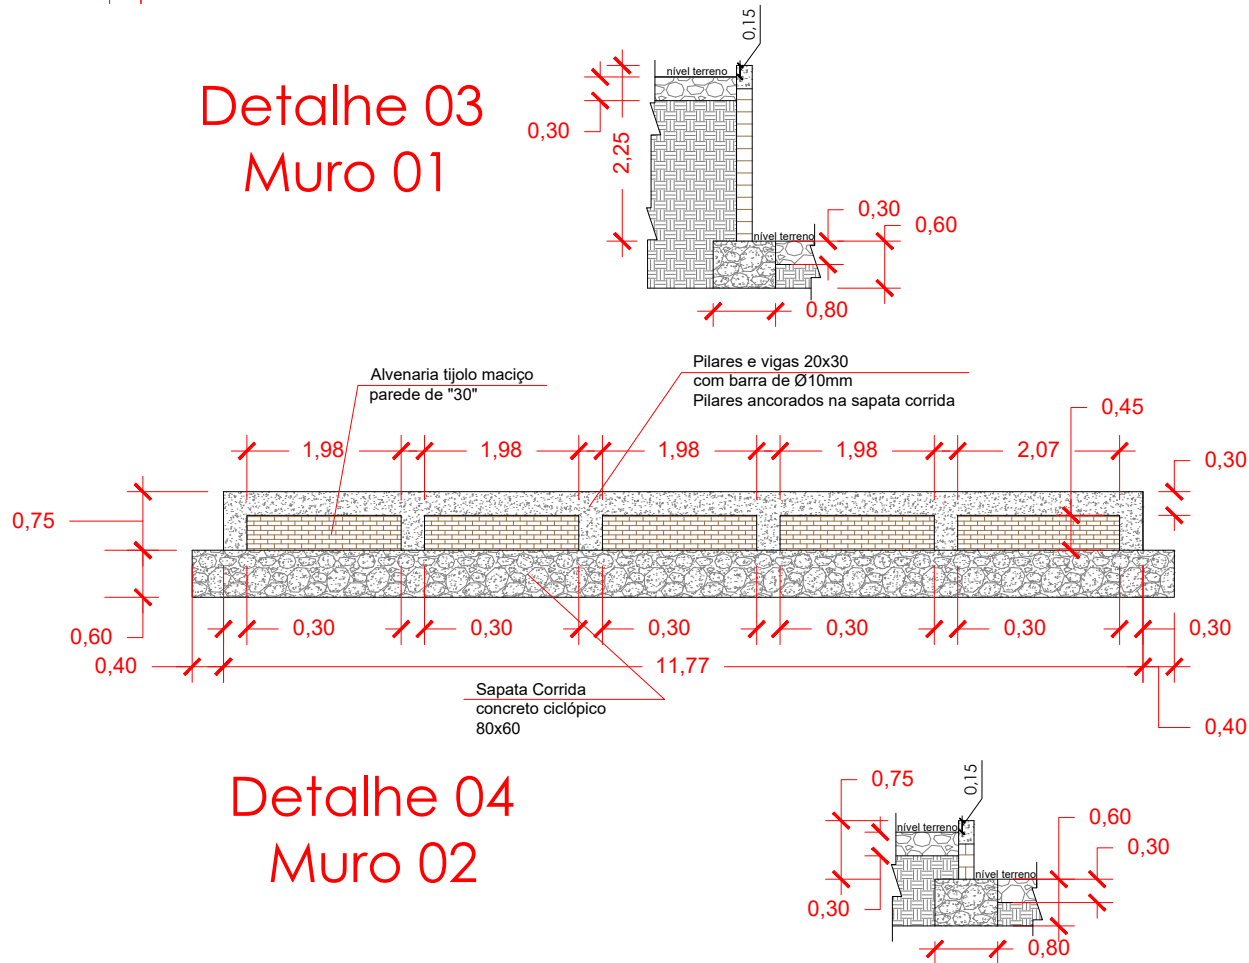 0,15
Detalhe 03
Muro 01
nível terreno
0,30
2,25
nível terreno
0,30
0,60
0,80
Alvenaria tijolo maciço
parede de "30"
Pilares e vigas 20x30
com barra de Ø10mm
Pilares ancorados na sapata corrida
0,45
1,98
1,98
1,98
1,98
2,07
0,30
0,75
0,60
0,30
0,30
0,30
0,30
0,30
0,30
0,40
11,77
Sapata Corrida
concreto ciclópico
80x60
0,40
Detalhe 04
Muro 02
0,75
0,15
nível terreno
0,60
0,30
nível terreno
0,30
0,80